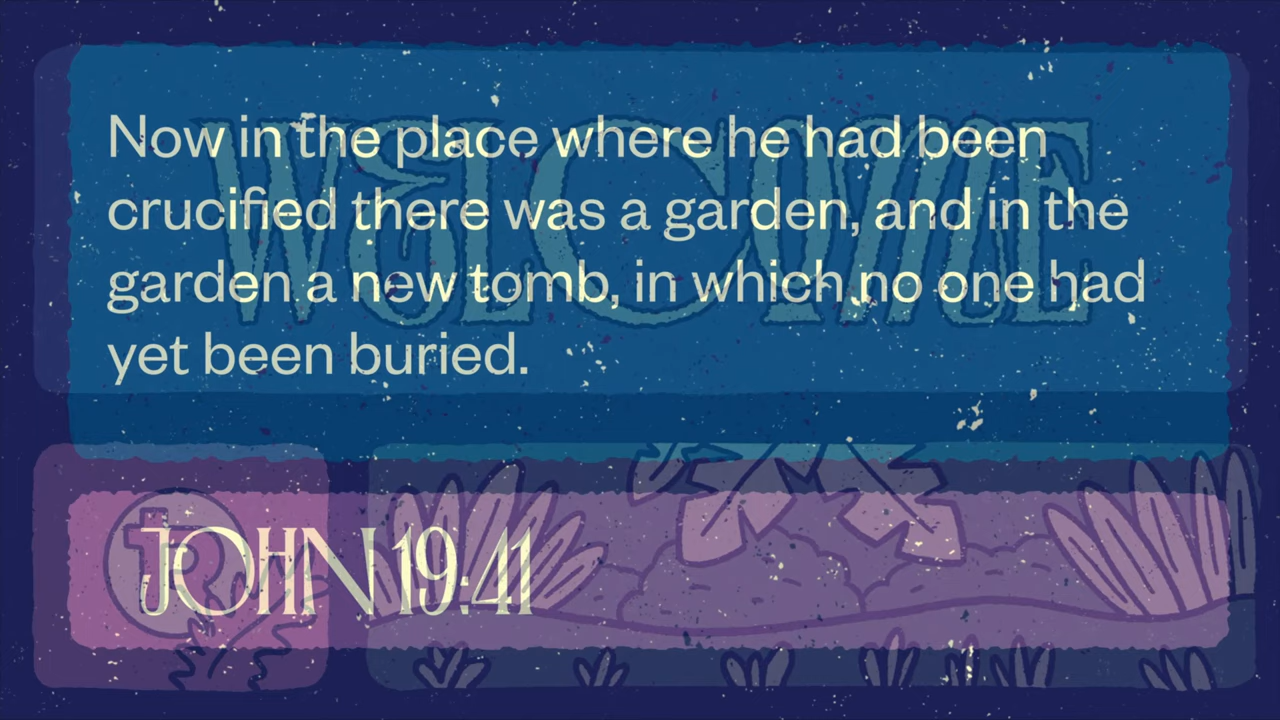 WELCOME
Now in the place where he had been
crucified there was a garden, and in the
garden a new tomb, in which no one had
yet been buried.
JOHN 19:41